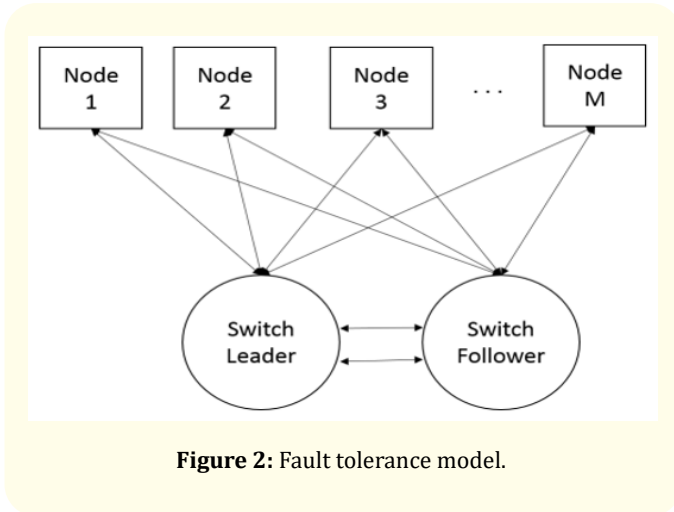 Node
1
Node
2
Node
3
. . .
Node
M
Switch
Leader
Switch
Follower
Figure 2: Fault tolerance model.